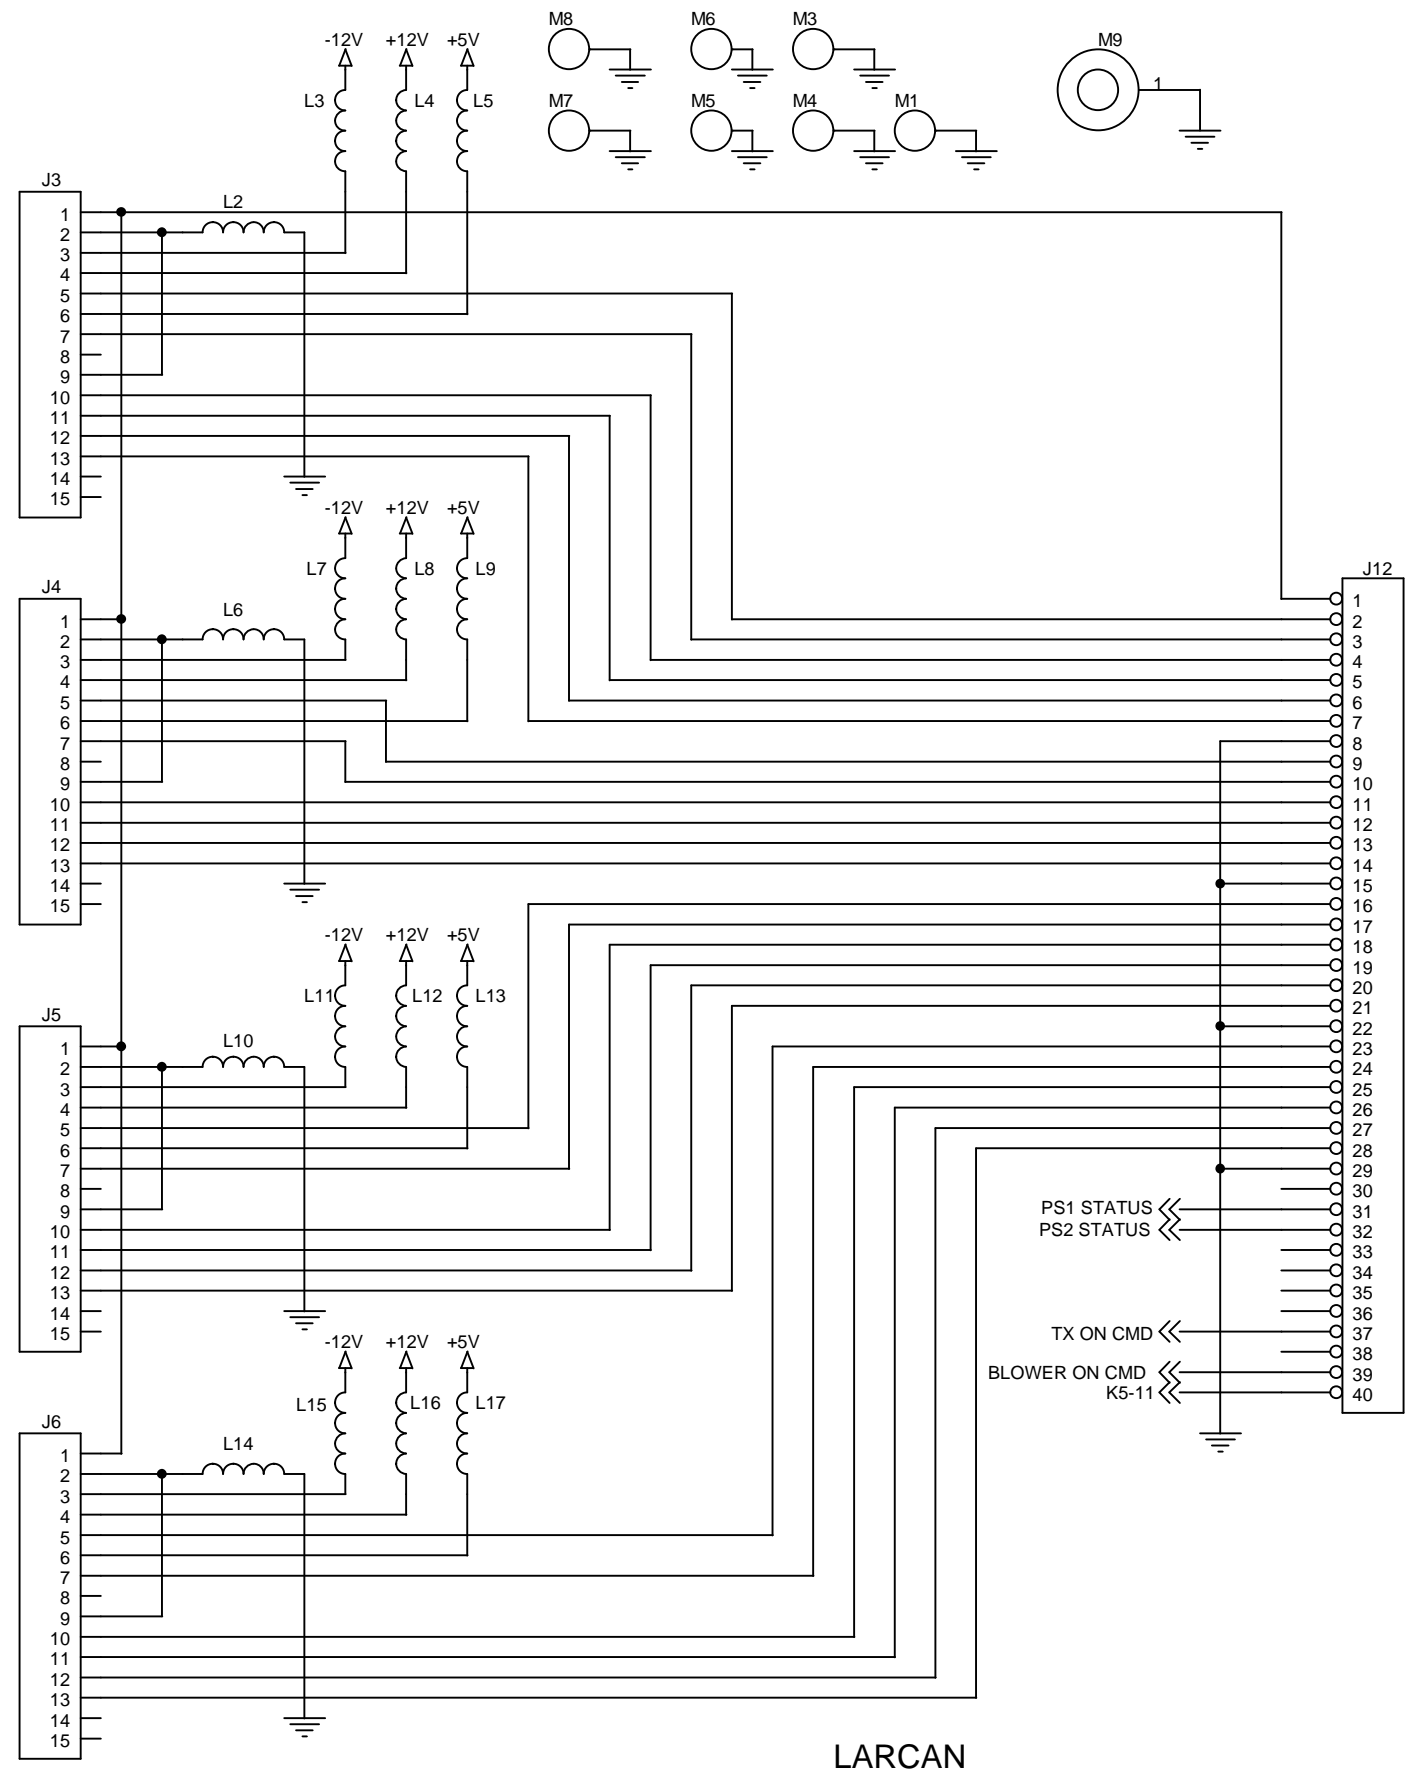 M8
M6
M3
M9
-12V
+12V
+5V
L3
L4
L5
M7
M5
M4
M1
1
J3
L2
1
2
3
4
5
6
7
8
9
10
11
12
13
14
15
-12V
+12V
+5V
L7
L8
L9
J4
L6
1
2
3
4
5
6
7
8
9
10
11
12
13
14
15
-12V
+12V
+5V
L11
L12
L13
J5
L10
1
2
3
4
5
6
7
8
9
10
11
12
13
14
15
-12V
+12V
+5V
L15
L16
L17
J6
L14
1
2
3
4
5
6
7
8
9
10
11
12
13
14
15
J12
1
2
3
4
5
6
7
8
9
10
11
12
13
14
15
16
17
18
19
20
21
22
23
24
25
26
27
28
29
30
PS1 STATUS 31
PS2 STATUS 32
33
34
35
36
TX ON CMD 37
38
BLOWER ON CMD 39
K5-11 40
LARCAN